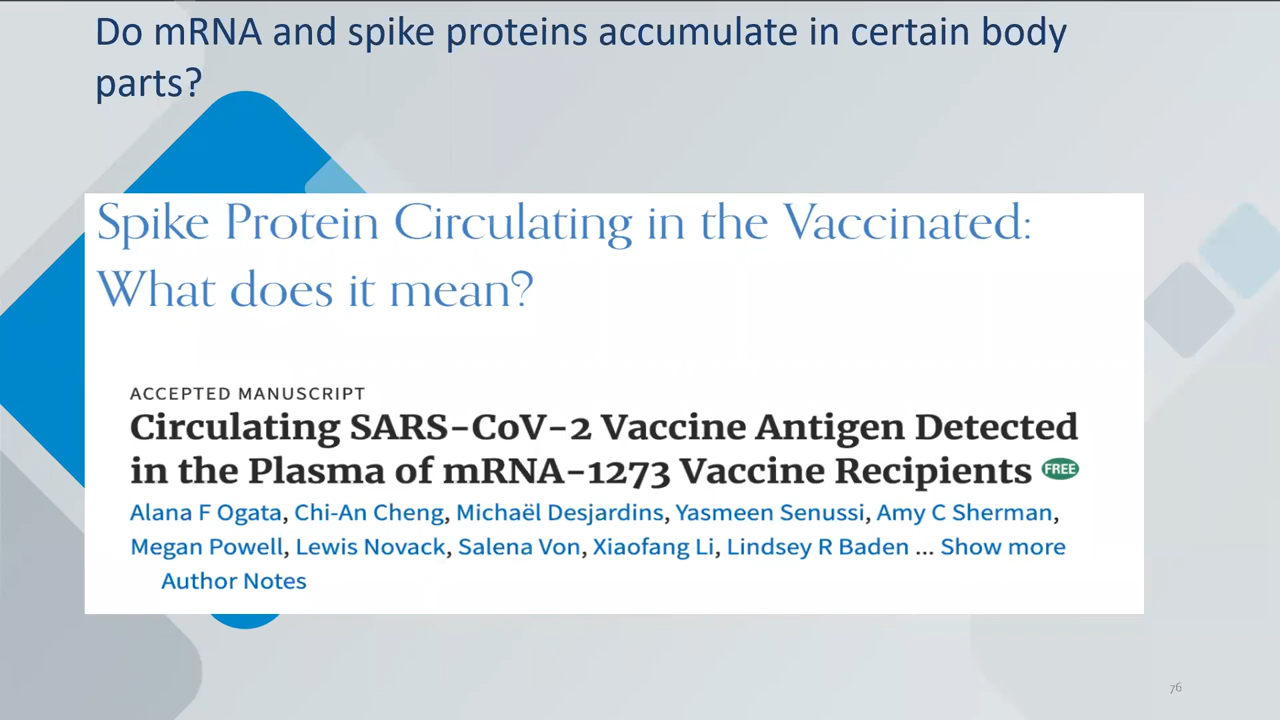 Do mRNA and spike proteins accumulate in certain body
parts?
Spike Protein Circulating in the Vaccinated:
What does it mean?
ACCEPTED MANUSCRIPT
Circulating SARS-CoV-2 Vaccine Antigen Detected
in the Plasma of mRNA-1273 Vaccine Recipients FREE
Alana F Ogata, Chi-An Cheng, Michaël Desjardins, Yasmeen Senussi, Amy C Sherman,
Megan Powell, Lewis Novack, Salena Von, Xiaofang Li, Lindsey R Baden ... Show more
Author Notes
76